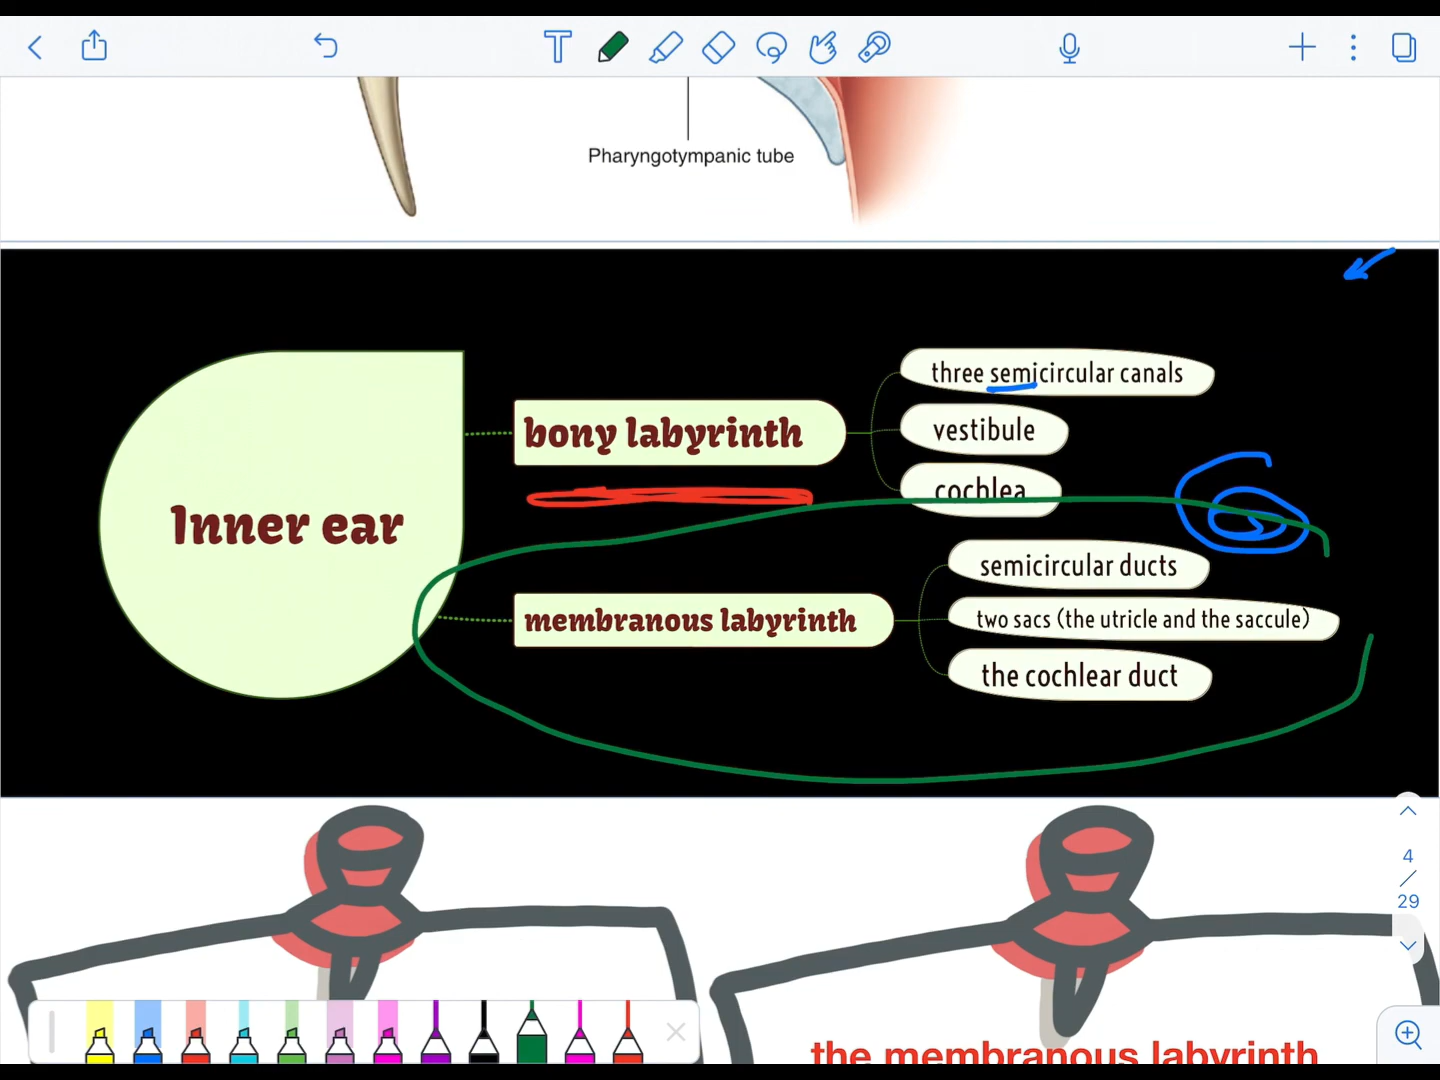 T
Pharyngotympanic tube
Inner ear
bony labyrinth
three semicircular canals
vestibule
cochlea
membranous labyrinth
semicircular ducts
two sacs (the utricle and the saccule)
the cochlear duct
4
/
29
the membranous labyrinth